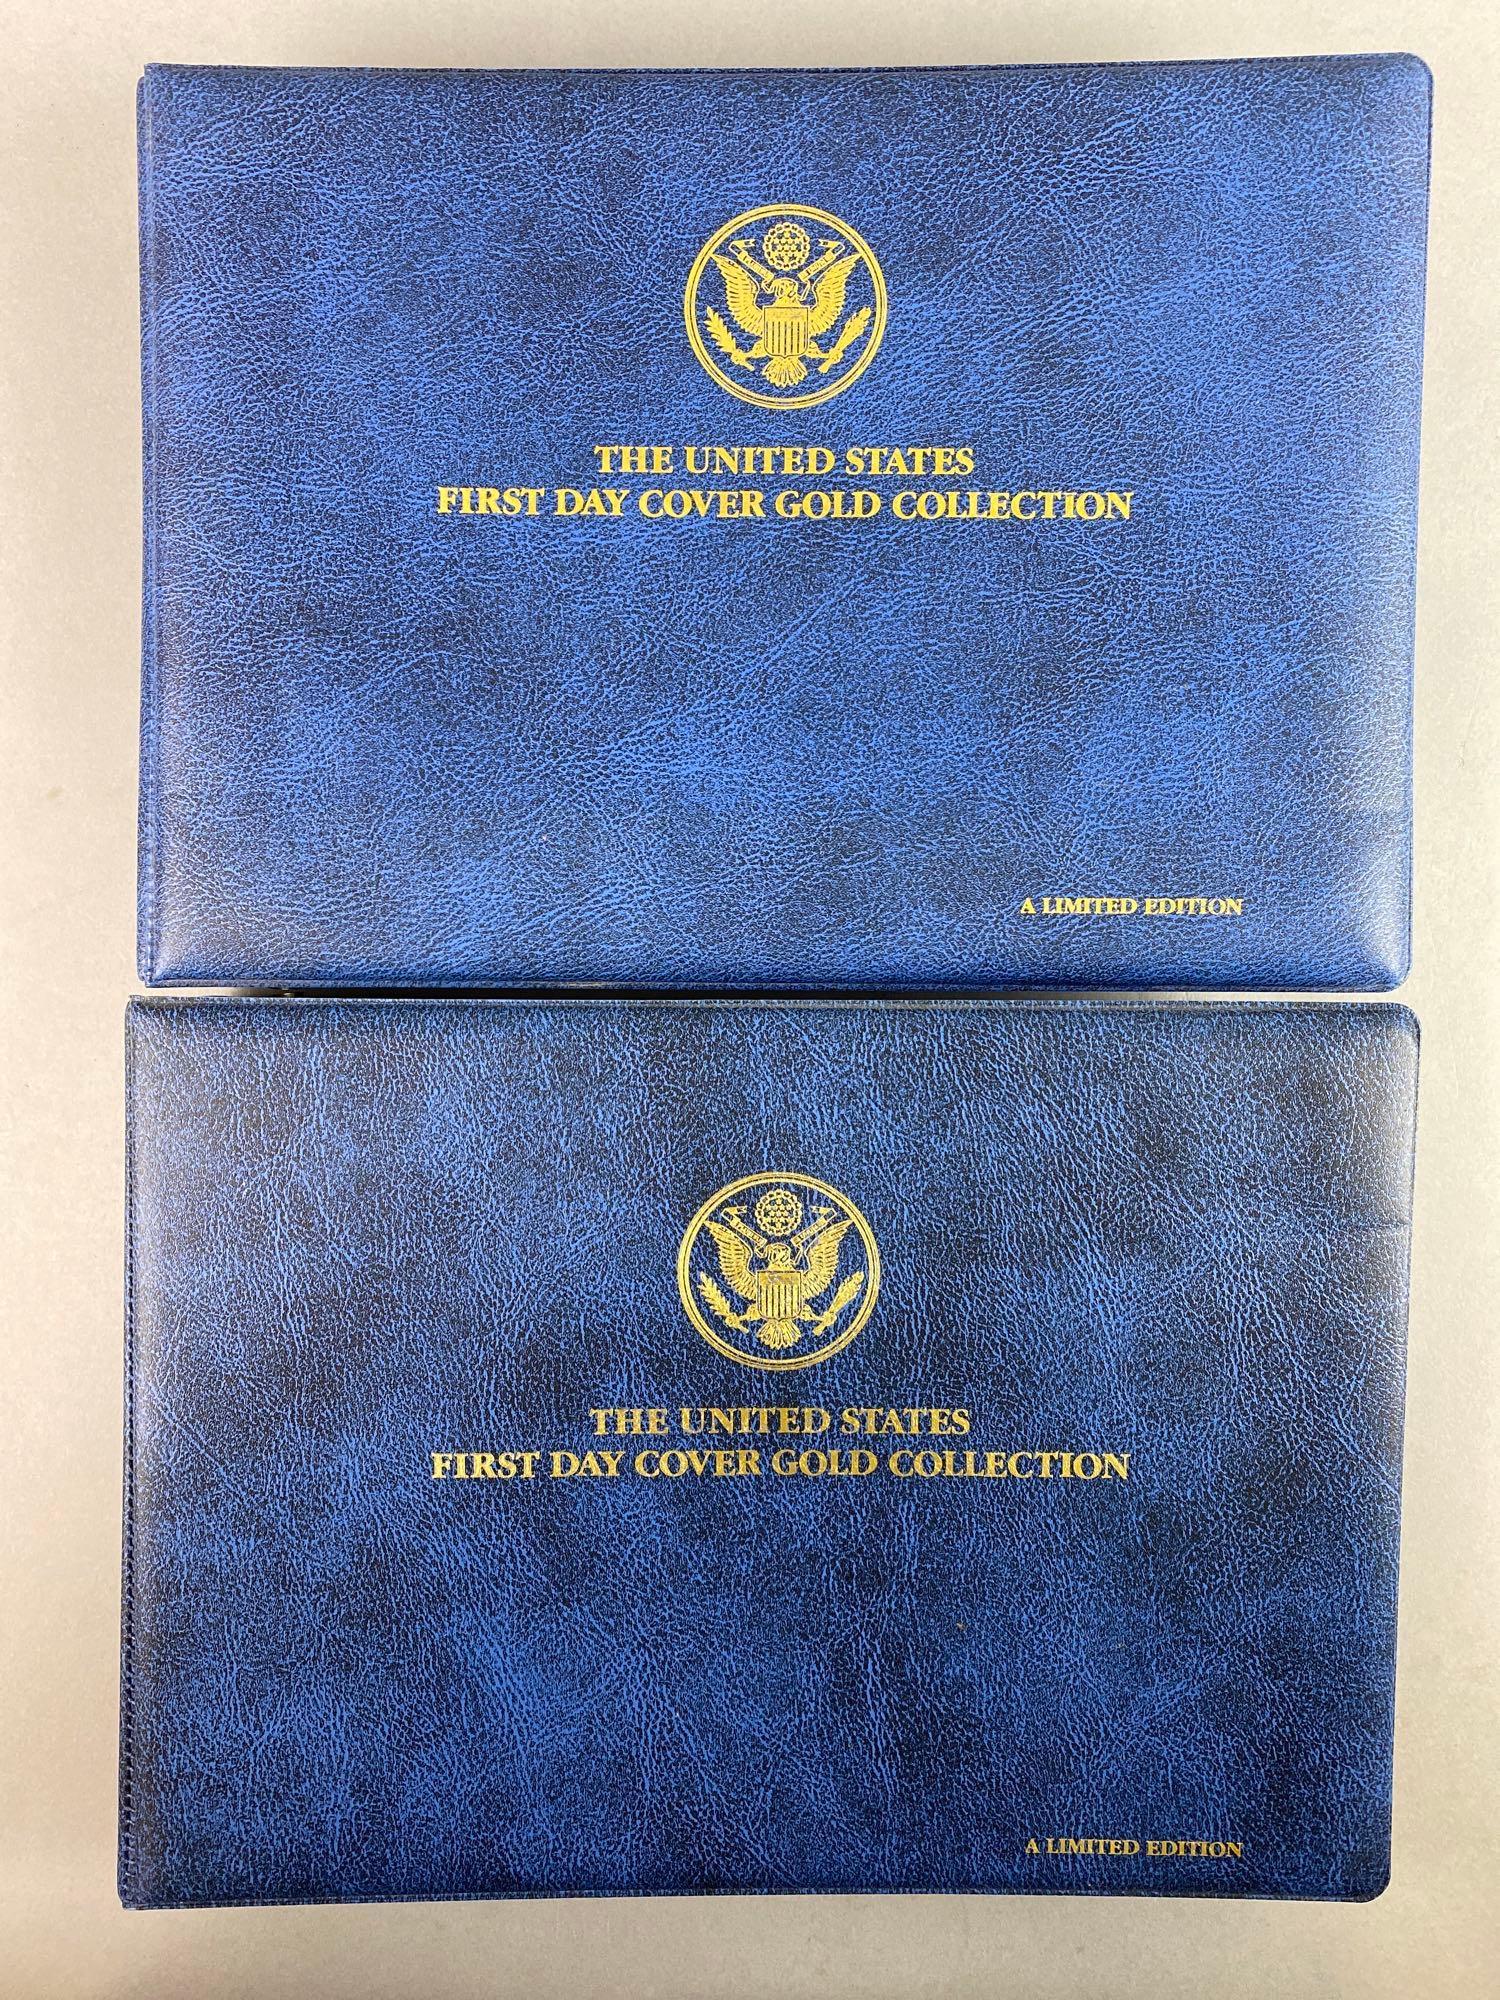 THE UNITED STATES
FIRST DAY COVER GOLD COLLECTION
A LIMITED EDITION
THE UNITED STATES
FIRST DAY COVER GOLD COLLECTION
A LIMITED EDITION